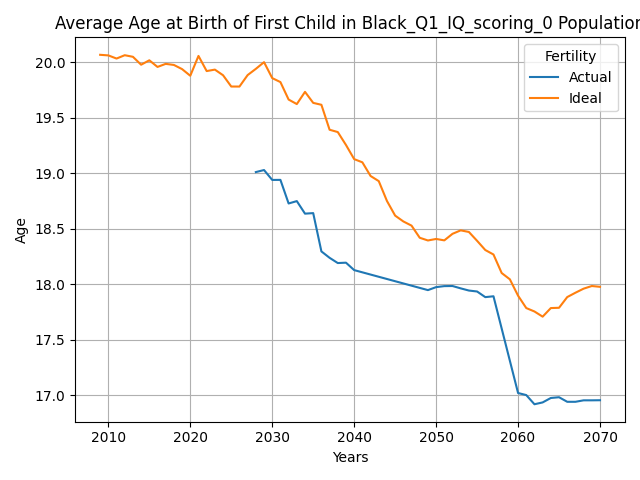 Average Age at Birth of First Child in Black_Q1_IQ_scoring_0 Population
Fertility
Actual
Ideal
20.0
19.5
19.0
18.5
18.0
17.5
17.0
Age
2010 2020 2030 2040 2050 2060 2070
Years